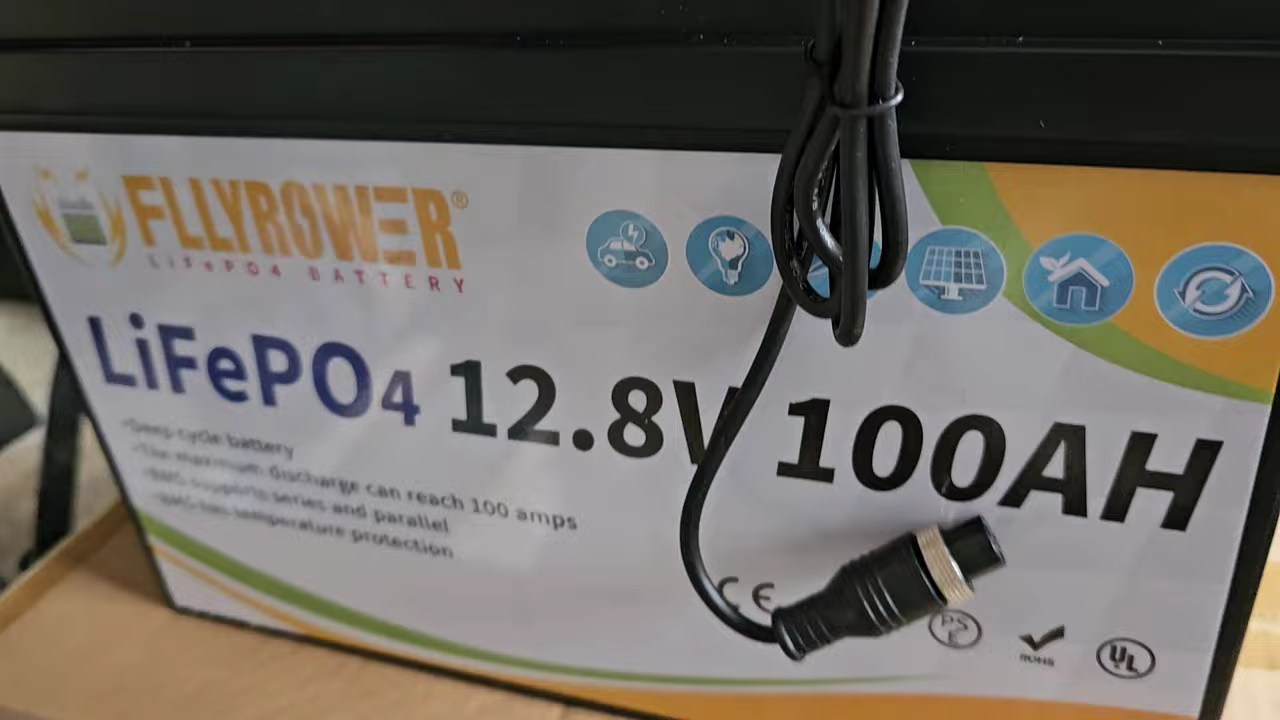 FLLYROWER®
LiFePO4 BATTERY
LiFePO4 12.8V 100AH
Deep cycle battery
The maximum discharge can reach 100 amps
BMS supports series and parallel
BMS has temperature protection
CE
PS
E
ROHS
UL